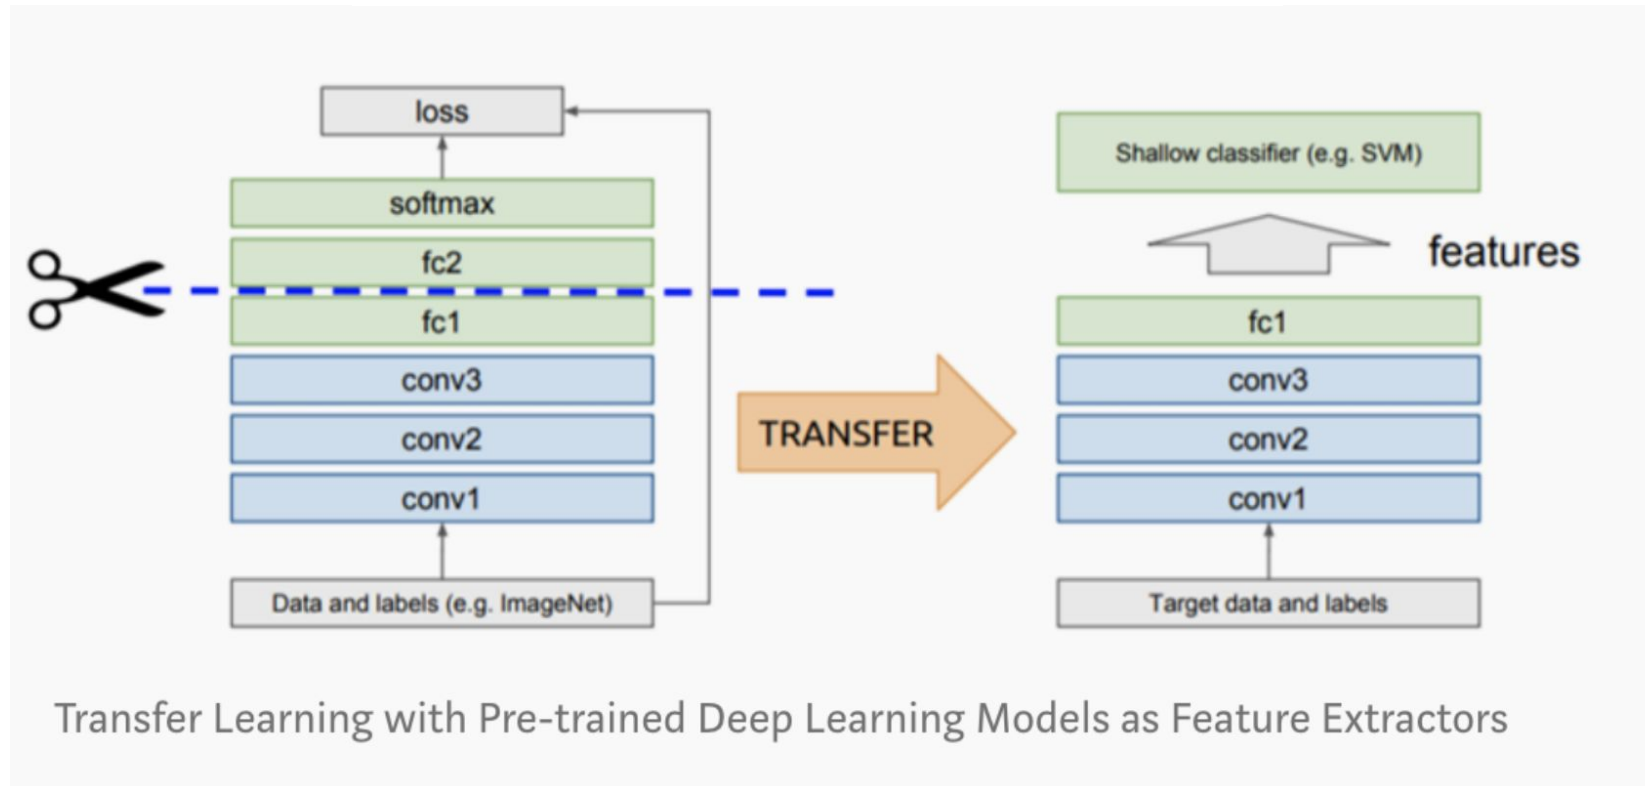 loss
softmax
fc2
fc1
conv3
conv2
conv1
Data and labels (e.g. ImageNet)
TRANSFER
Shallow classifier (e.g. SVM)
features
fc1
conv3
conv2
conv1
Target data and labels
Transfer Learning with Pre-trained Deep Learning Models as Feature Extractors